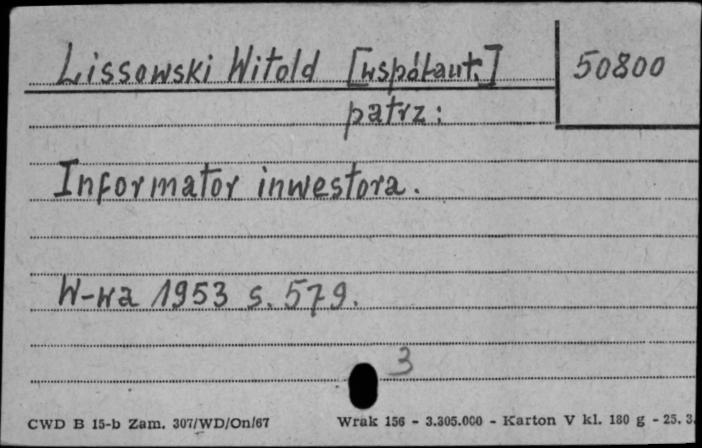 Lissowski Witold [współaut.] 50800
patrz:
Informator inwestora.
W-wa 1953 s. 579.
3
CWD B 15-b Zam. 307/WD/On/67 Wrak 156 - 3.305.000 - Karton V kl. 180 g - 25. 3.